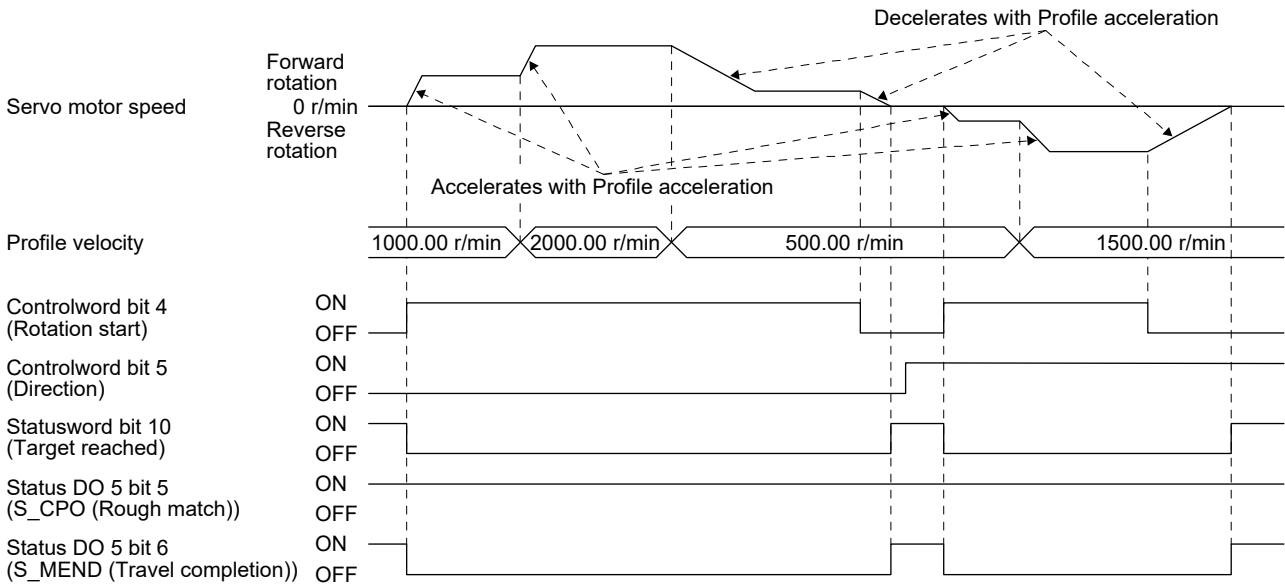 Decelerates with Profile acceleration
Forward
rotation
Servo motor speed
0 r/min
Reverse
rotation
Accelerates with Profile acceleration
Profile velocity
1000.00 r/min
2000.00 r/min
500.00 r/min
1500.00 r/min
Controlword bit 4
(Rotation start)
ON
OFF
Controlword bit 5
(Direction)
ON
OFF
Statusword bit 10
(Target reached)
ON
OFF
Status DO 5 bit 5
(S_CPO (Rough match))
ON
OFF
Status DO 5 bit 6
(S_MEND (Travel completion))
ON
OFF